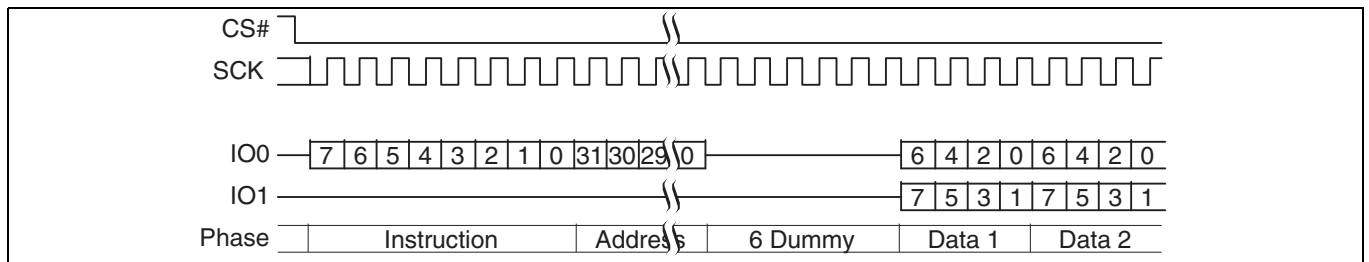 CS#
SCK
IO0 7 6 5 4 3 2 1 0 31 30 29 0 6 4 2 0 6 4 2 0
IO1 7 5 3 1 7 5 3 1
Phase Instruction Address 6 Dummy Data 1 Data 2